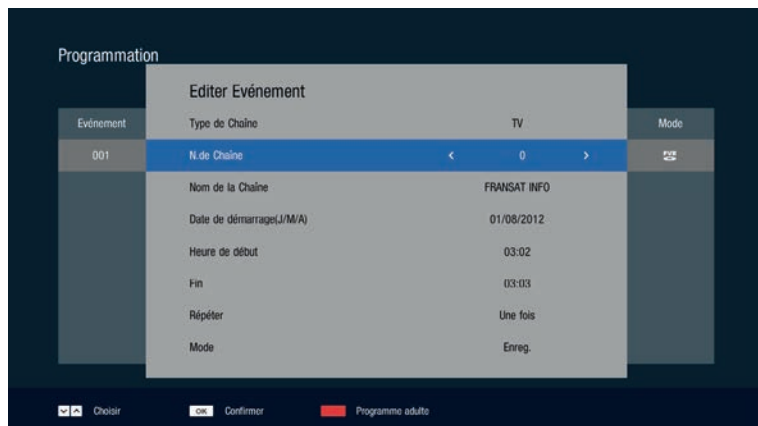 Programmation
Editer Evénement
Evénement
Type de Chaîne TV
Mode
001
N.de Chaîne < 0 >
Nom de la Chaîne FRANSAT INFO
Date de démarrage(J/M/A) 01/08/2012
Heure de début 03:02
Fin 03:03
Répéter Une fois
Mode Enreg.
Choisir OK Confirmer Programme adulte